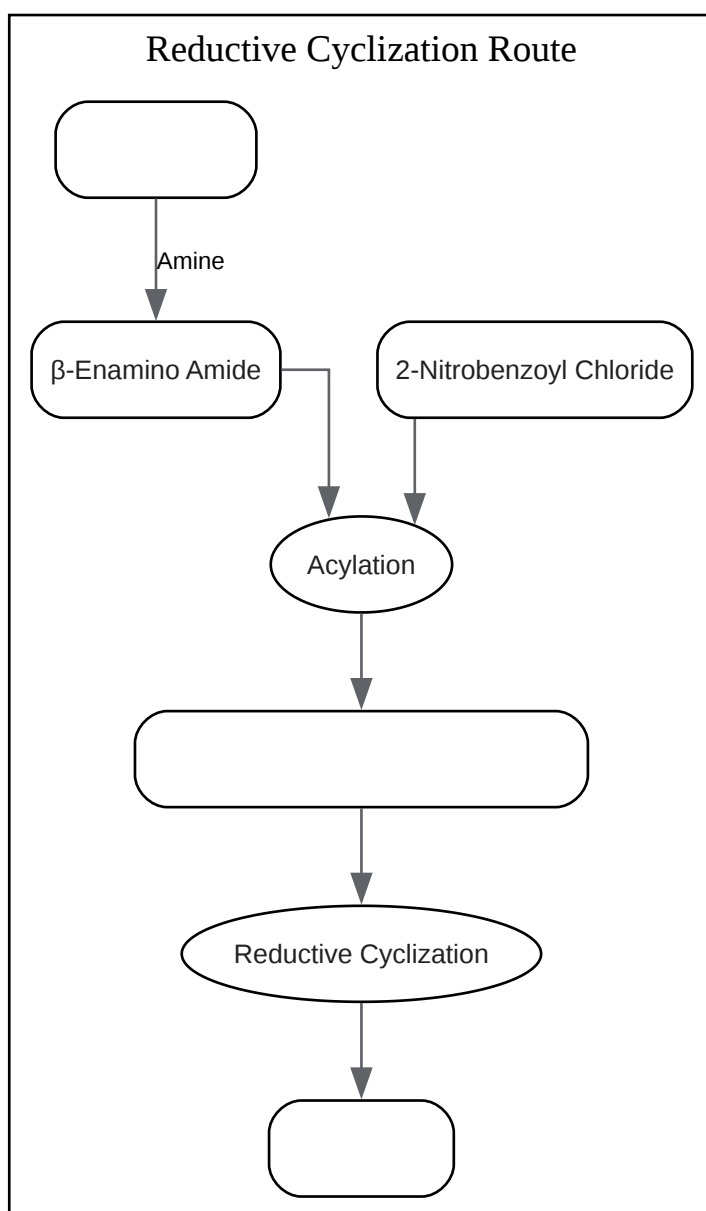 Reductive Cyclization Route
Amine
β-Enamino Amide
2-Nitrobenzoyl Chloride
Acylation
Reductive Cyclization